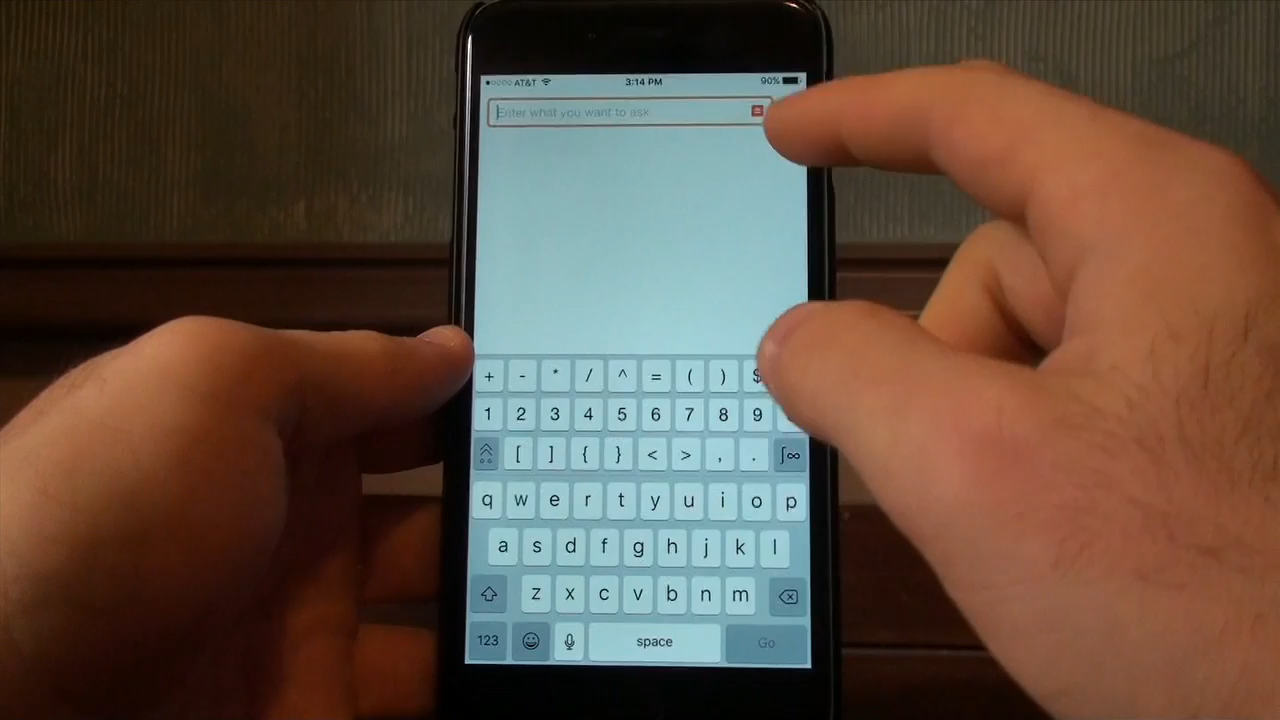 AT&T 3:14 PM 90%
Enter what you want to ask =
+ - * / ^ = ( ) $
1 2 3 4 5 6 7 8 9
[ ] { } < > , . ∫∞
q w e r t y u i o p
a s d f g h j k l
z x c v b n m
123 space Go